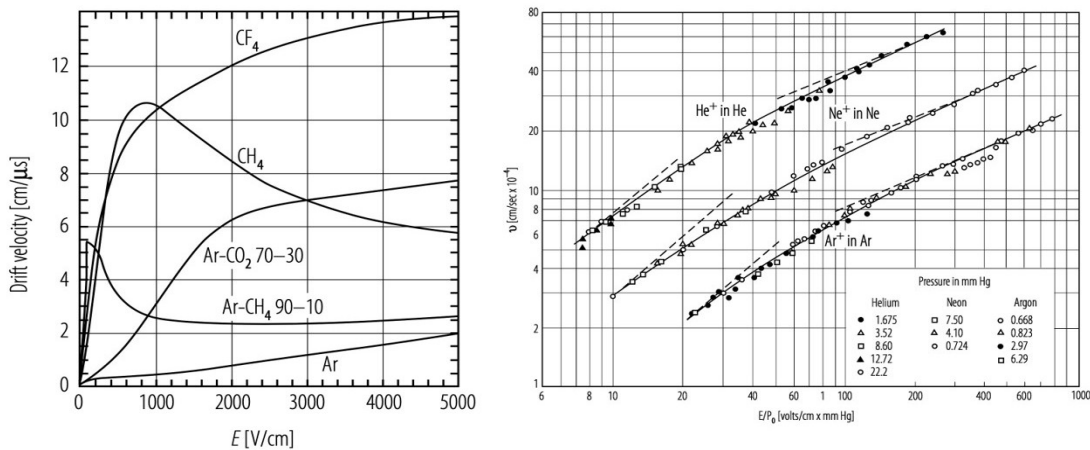 Drift velocity [cm/μs]
12
10
8
6
4
2
0
CF₄
CH₄
Ar-CO₂ 70–30
Ar-CH₄ 90–10
Ar
0
1000
2000
3000
4000
5000
E [V/cm]
υ [cm/sec x 10⁻⁴]
80
60
40
20
10
8
6
4
2
1
He⁺ in He
Ne⁺ in Ne
Ar⁺ in Ar
Pressure in mm Hg
Helium Neon Argon
● 1.675 □ 7.50 ○ 0.668
△ 3.52 △ 4.10 △ 0.823
□ 8.60 ○ 0.724 ● 2.97
▲ 12.72 □ 6.29
○ 22.2
6 8 10 20 40 60 80 100 200 400 600 1000
E/P₀ [volts/cm x mm Hg]